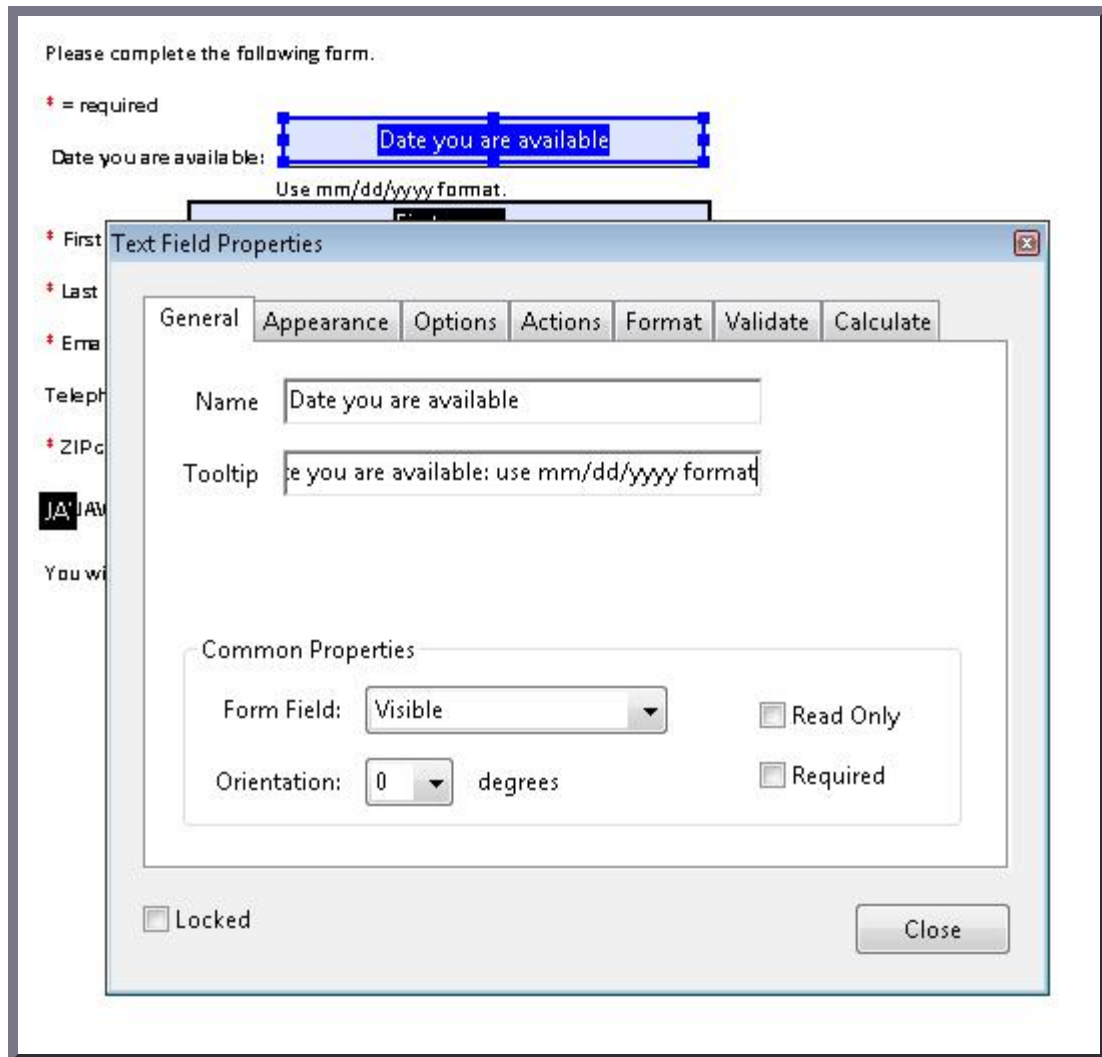 Please complete the following form.
* = required
Date you are available
Date you are available:
Use mm/dd/yyyy format.
* First
Text Field Properties
* Last
General Appearance Options Actions Format Validate Calculate
* Ema
Teleph
Name Date you are available
* ZIP c
Tooltip te you are available: use mm/dd/yyyy format
JA JAV
You wi
Common Properties
Form Field: Visible
Read Only
Orientation: 0 degrees
Required
Locked
Close